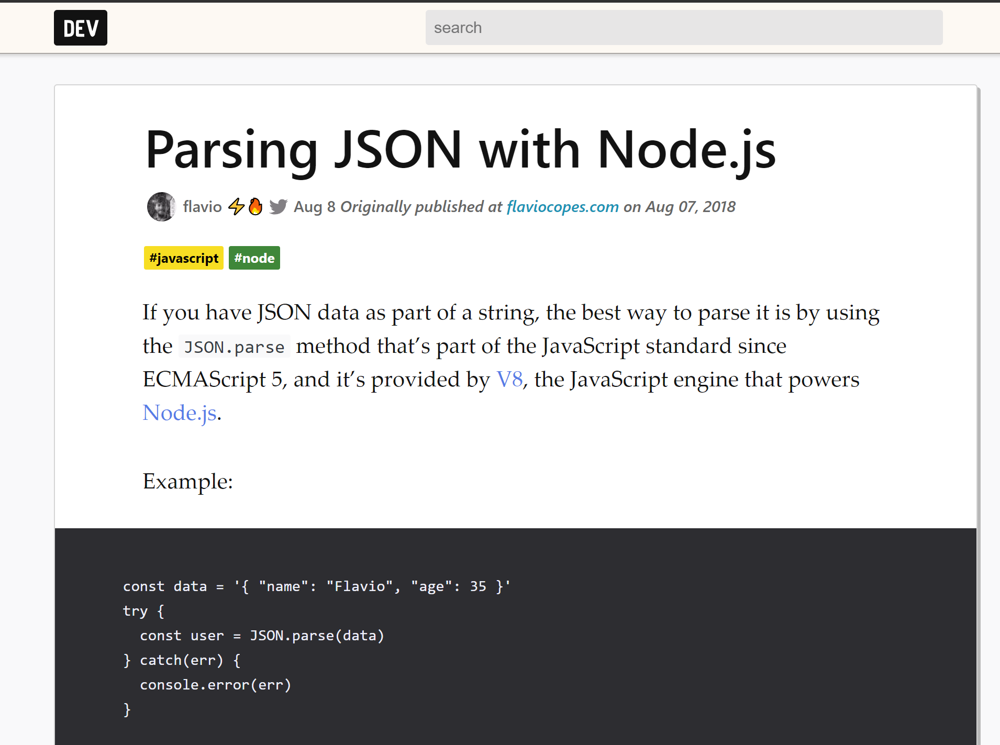 DEV
search
Parsing JSON with Node.js
flavio ⚡🔥 Aug 8 Originally published at flaviocopes.com on Aug 07, 2018
#javascript #node
If you have JSON data as part of a string, the best way to parse it is by using
the JSON.parse method that’s part of the JavaScript standard since
ECMAScript 5, and it’s provided by V8, the JavaScript engine that powers
Node.js.
Example:
const data = '{ "name": "Flavio", "age": 35 }'
try {
  const user = JSON.parse(data)
} catch(err) {
  console.error(err)
}